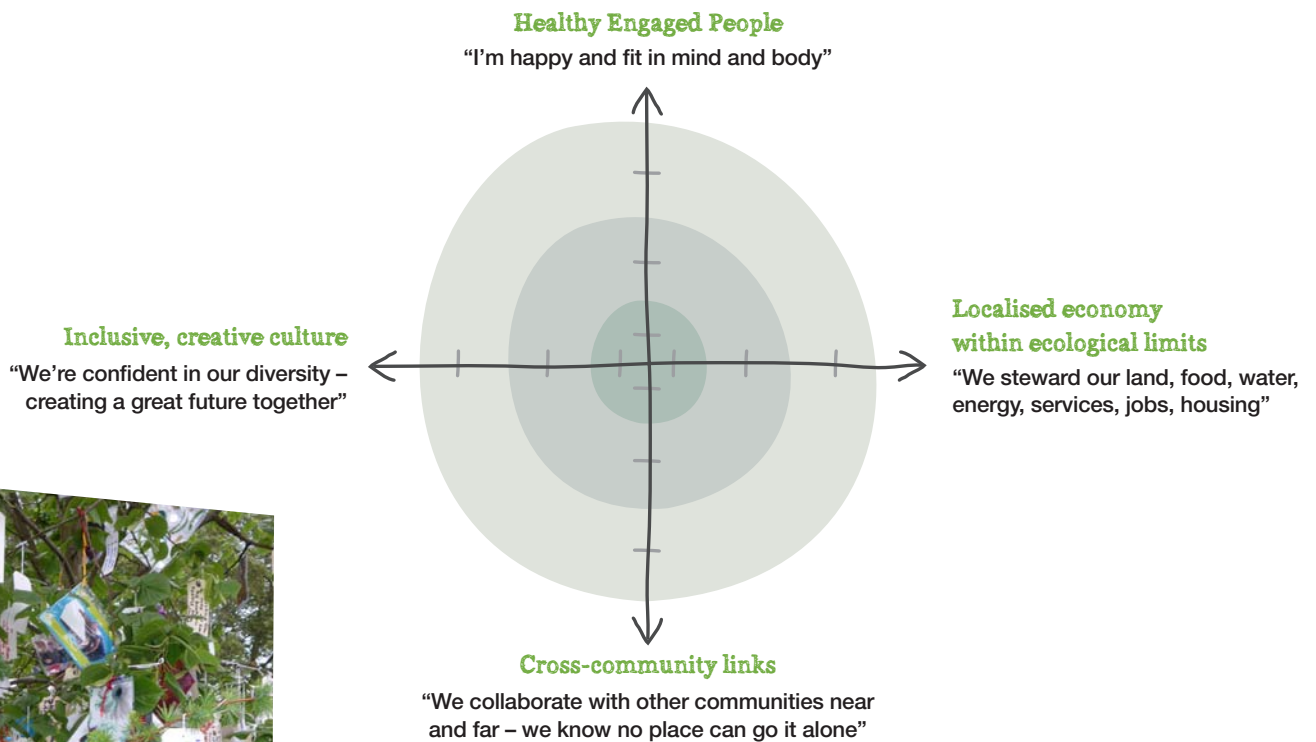 Healthy Engaged People
“I’m happy and fit in mind and body”
Inclusive, creative culture
“We’re confident in our diversity –
creating a great future together”
Localised economy
within ecological limits
“We steward our land, food, water,
energy, services, jobs, housing”
Cross-community links
“We collaborate with other communities near
and far – we know no place can go it alone”